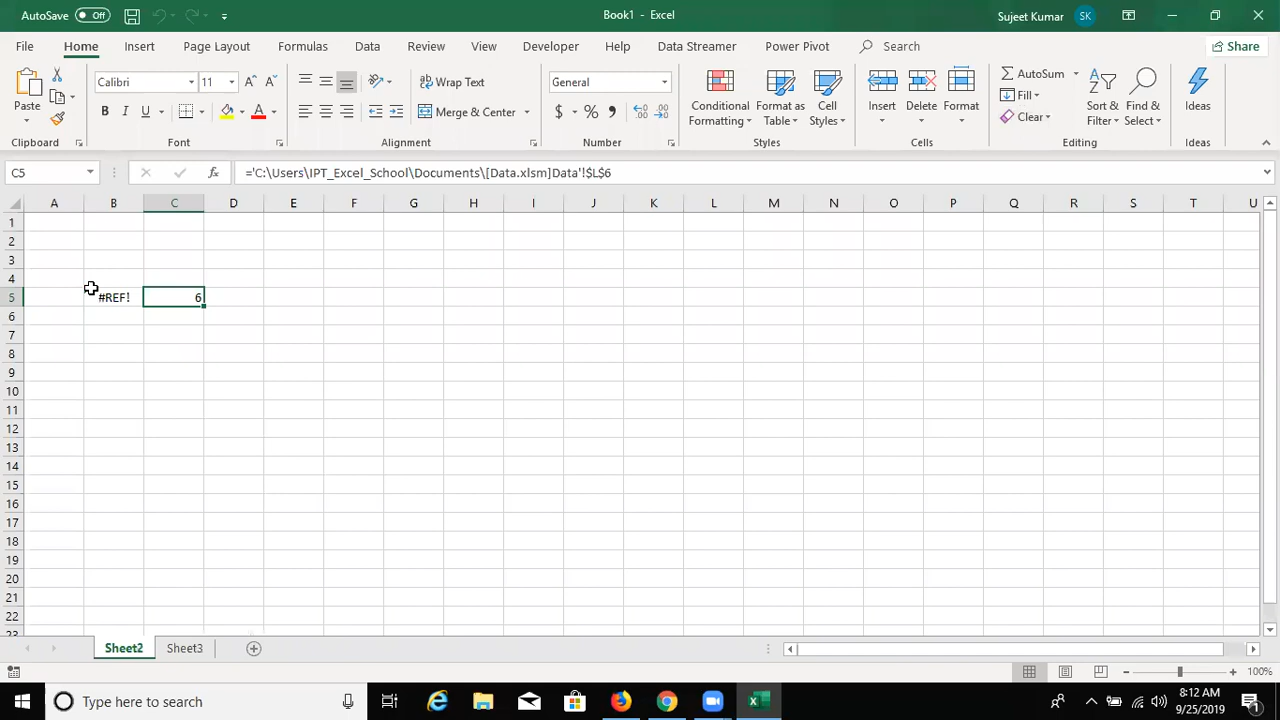 AutoSave Off
Book1 - Excel
Sujeet Kumar SK
File Home Insert Page Layout Formulas Data Review View Developer Help Data Streamer Power Pivot Search Share
Paste
Calibri 11
B I U
A
ab Wrap Text
Merge & Center
General
$ % ,
Conditional Formatting
Format as Table
Cell Styles
Insert Delete Format
AutoSum
Fill
Clear
Sort & Filter
Find & Select
Ideas
Clipboard Font Alignment Number Styles Cells Editing Ideas
C5 fx ='C:\Users\IPT_Excel_School\Documents\[Data.xlsm]Data'!$L$6
A B C D E F G H I J K L M N O P Q R S T U
1
2
3
4
5 #REF! 6
6
7
8
9
10
11
12
13
14
15
16
17
18
19
20
21
22
23
Sheet2 Sheet3
100%
Type here to search
8:12 AM
9/25/2019
1